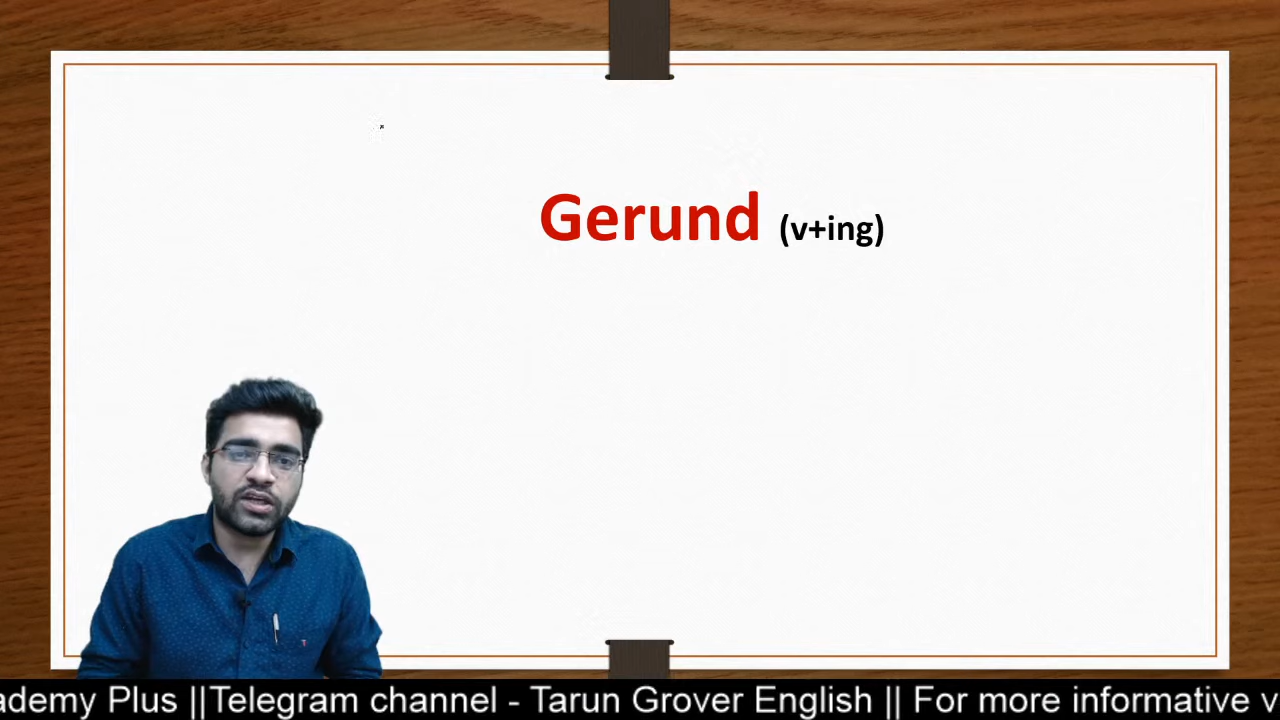 Gerund (v+ing)
ademy Plus ||Telegram channel - Tarun Grover English || For more informative v